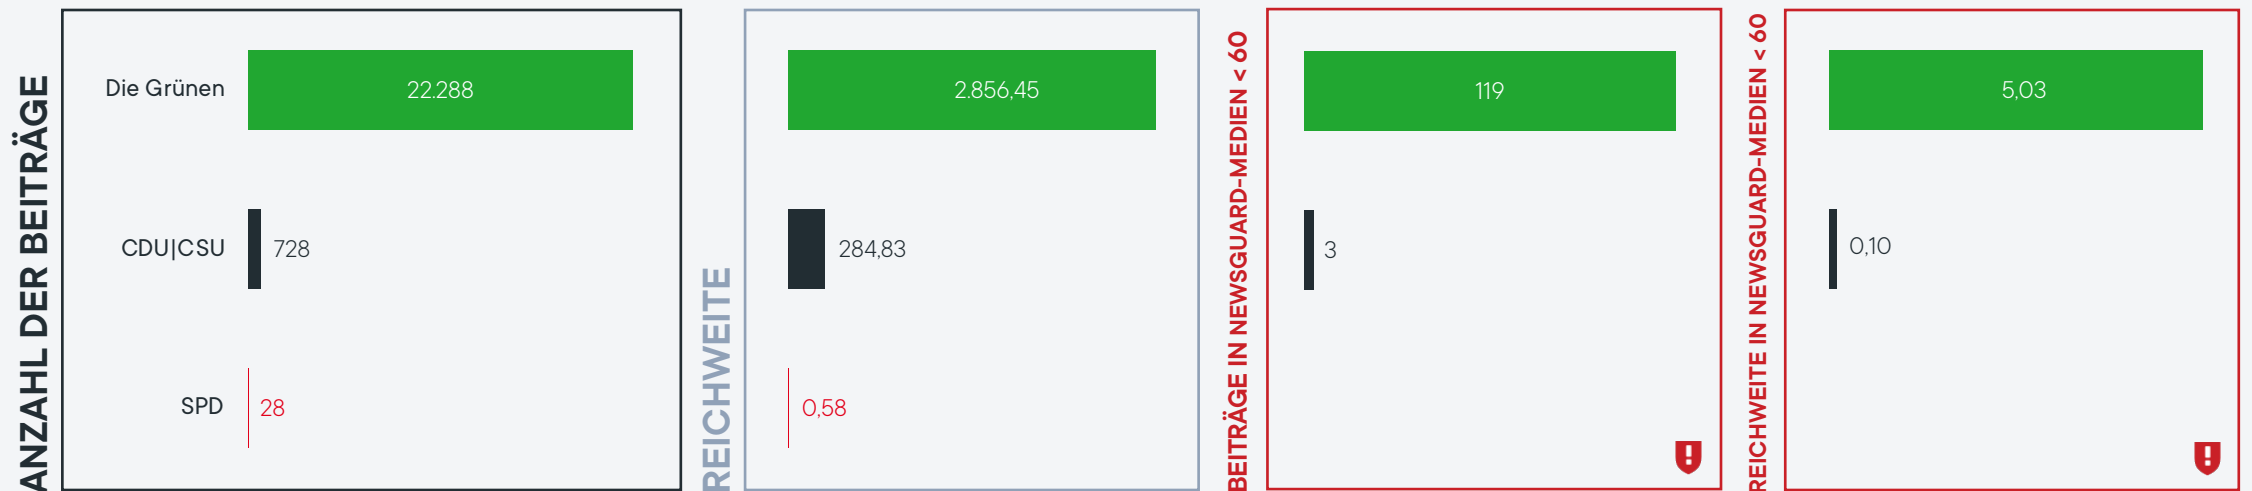 ANZAHL DER BEITRÄGE
Die Grünen
22.288
CDU|CSU
728
SPD
28
REICHWEITE
2.856,45
284,83
0,58
BEITRÄGE IN NEWSGUARD-MEDIEN < 60
119
3
REICHWEITE IN NEWSGUARD-MEDIEN < 60
5,03
0,10